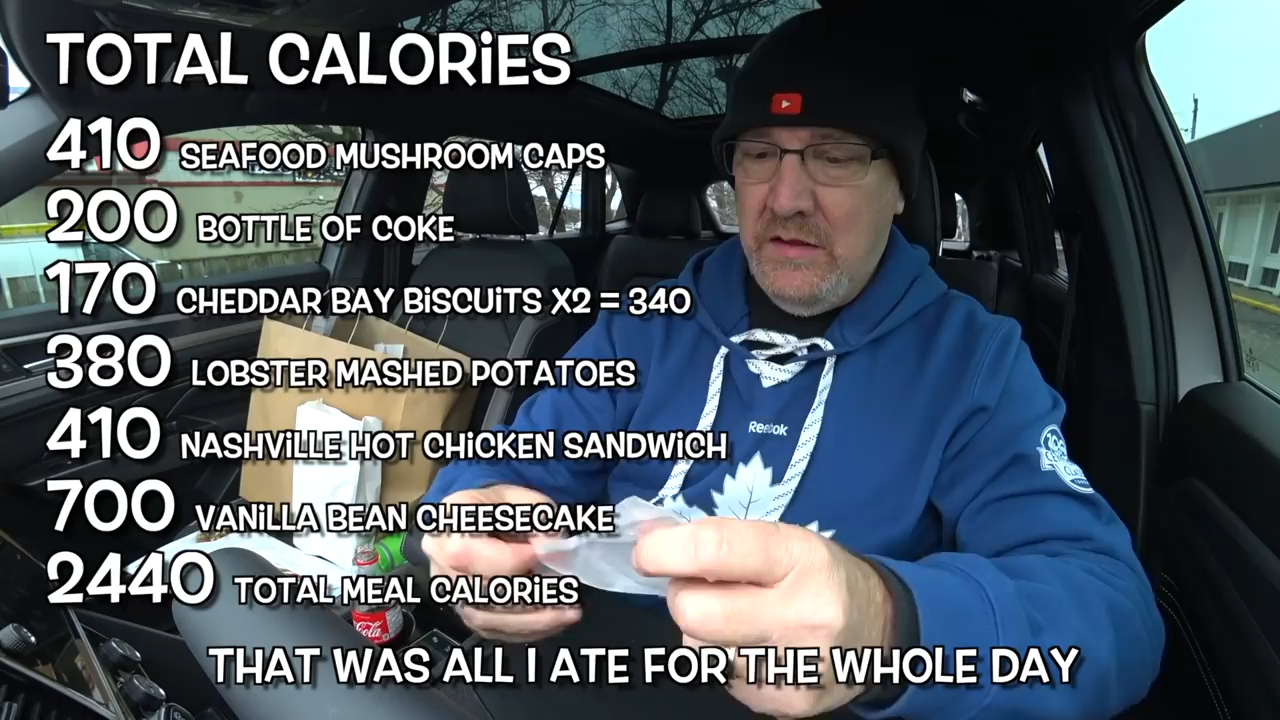 TOTAL CALORIES
410 SEAFOOD MUSHROOM CAPS
200 BOTTLE OF COKE
170 CHEDDAR BAY BISCUITS X2 = 340
380 LOBSTER MASHED POTATOES
410 NASHVILLE HOT CHICKEN SANDWICH
700 VANILLA BEAN CHEESECAKE
2440 TOTAL MEAL CALORIES
THAT WAS ALL I ATE FOR THE WHOLE DAY
Reebok
Cola